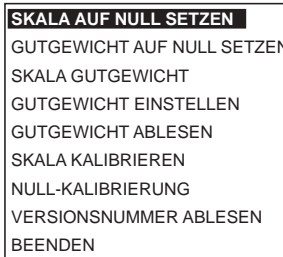 SKALA AUF NULL SETZEN
GUTGEWICHT AUF NULL SETZEN
SKALA GUTGEWICHT
GUTGEWICHT EINSTELLEN
GUTGEWICHT ABLESEN
SKALA KALIBRIEREN
NULL-KALIBRIERUNG
VERSIONSNUMMER ABLESEN
BEENDEN